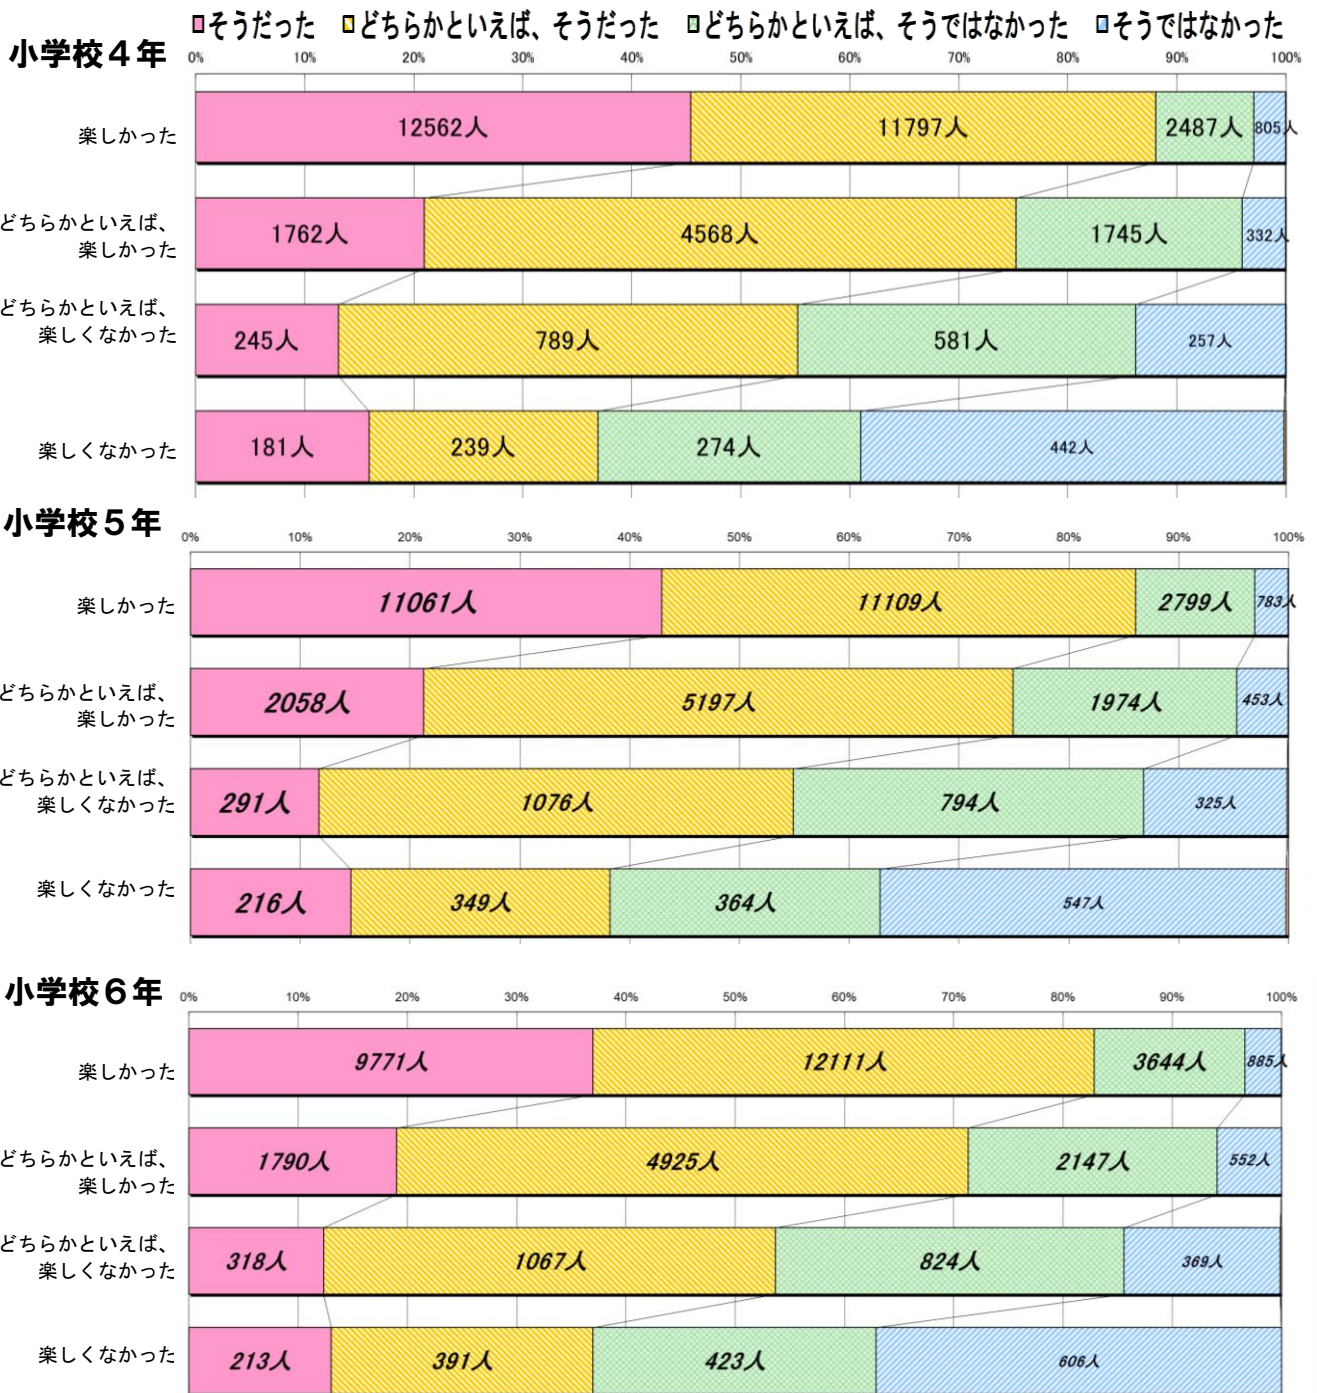 そうだった どちらかといえば、そうだった どちらかといえば、そうではなかった そうではなかった
小学校４年
0% 10% 20% 30% 40% 50% 60% 70% 80% 90% 100%
楽しかった 12562人 11797人 2487人 805人
どちらかといえば、
楽しかった 1762人 4568人 1745人 332人
どちらかといえば、
楽しくなかった 245人 789人 581人 257人
楽しくなかった 181人 239人 274人 442人
小学校５年
0% 10% 20% 30% 40% 50% 60% 70% 80% 90% 100%
楽しかった 11061人 11109人 2799人 783人
どちらかといえば、
楽しかった 2058人 5197人 1974人 453人
どちらかといえば、
楽しくなかった 291人 1076人 794人 325人
楽しくなかった 216人 349人 364人 547人
小学校６年
0% 10% 20% 30% 40% 50% 60% 70% 80% 90% 100%
楽しかった 9771人 12111人 3644人 885人
どちらかといえば、
楽しかった 1790人 4925人 2147人 552人
どちらかといえば、
楽しくなかった 318人 1067人 824人 369人
楽しくなかった 213人 391人 423人 606人